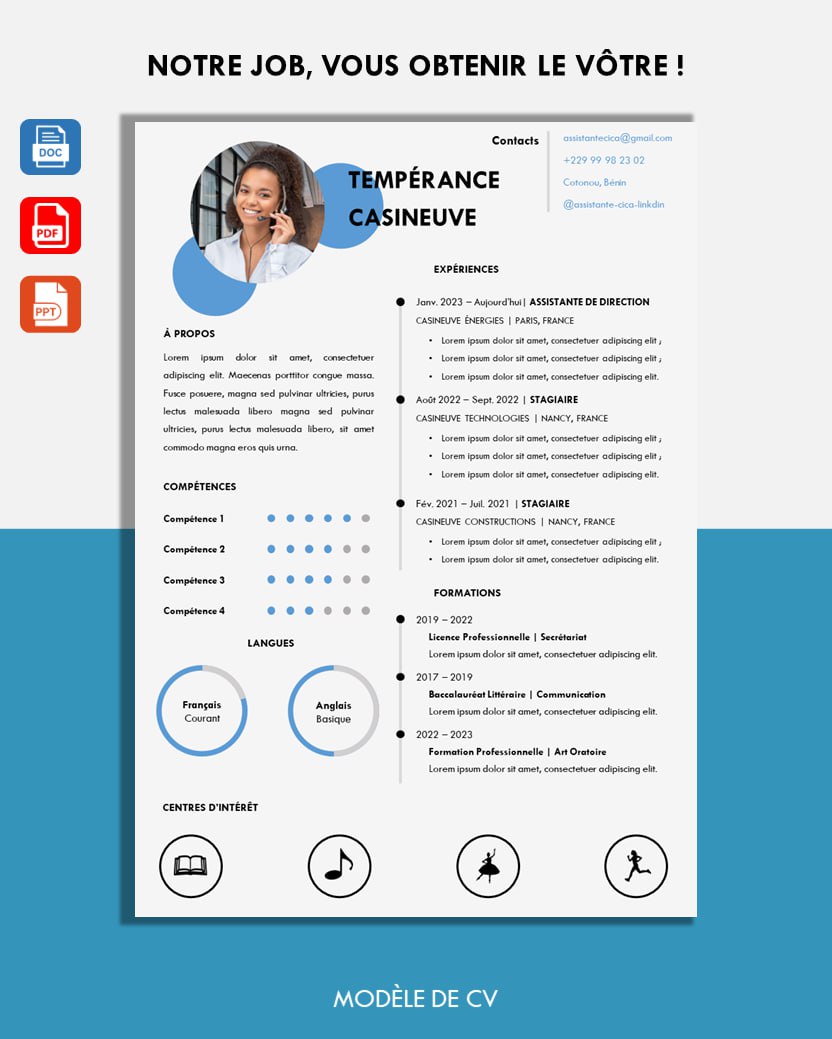 NOTRE JOB, VOUS OBTENIR LE VÔTRE !
DOC
PDF
PPT
Contacts
assistantecica@gmail.com
+229 99 98 23 02
Cotonou, Bénin
@assistante-cica-linkdin
TEMPÉRANCE
CASINEUVE
À PROPOS
Lorem ipsum dolor sit amet, consectetuer
adipiscing elit. Maecenas porttitor congue massa.
Fusce posuere, magna sed pulvinar ultricies, purus
lectus malesuada libero magna sed pulvinar
ultricies, purus lectus malesuada libero, sit amet
commodo magna eros quis urna.
COMPÉTENCES
Compétence 1
Compétence 2
Compétence 3
Compétence 4
LANGUES
Français
Courant
Anglais
Basique
EXPÉRIENCES
Janv. 2023 – Aujourd'hui| ASSISTANTE DE DIRECTION
CASINEUVE ÉNERGIES | PARIS, FRANCE
• Lorem ipsum dolor sit amet, consectetuer adipiscing elit ;
• Lorem ipsum dolor sit amet, consectetuer adipiscing elit ;
• Lorem ipsum dolor sit amet, consectetuer adipiscing elit.
Août 2022 – Sept. 2022 | STAGIAIRE
CASINEUVE TECHNOLOGIES | NANCY, FRANCE
• Lorem ipsum dolor sit amet, consectetuer adipiscing elit ;
• Lorem ipsum dolor sit amet, consectetuer adipiscing elit ;
• Lorem ipsum dolor sit amet, consectetuer adipiscing elit.
Fév. 2021 – Juil. 2021 | STAGIAIRE
CASINEUVE CONSTRUCTIONS | NANCY, FRANCE
• Lorem ipsum dolor sit amet, consectetuer adipiscing elit ;
• Lorem ipsum dolor sit amet, consectetuer adipiscing elit.
FORMATIONS
2019 – 2022
Licence Professionnelle | Secrétariat
Lorem ipsum dolor sit amet, consectetuer adipiscing elit.
2017 – 2019
Baccalauréat Littéraire | Communication
Lorem ipsum dolor sit amet, consectetuer adipiscing elit.
2022 – 2023
Formation Professionnelle | Art Oratoire
Lorem ipsum dolor sit amet, consectetuer adipiscing elit.
CENTRES D'INTÉRÊT
MODÈLE DE CV